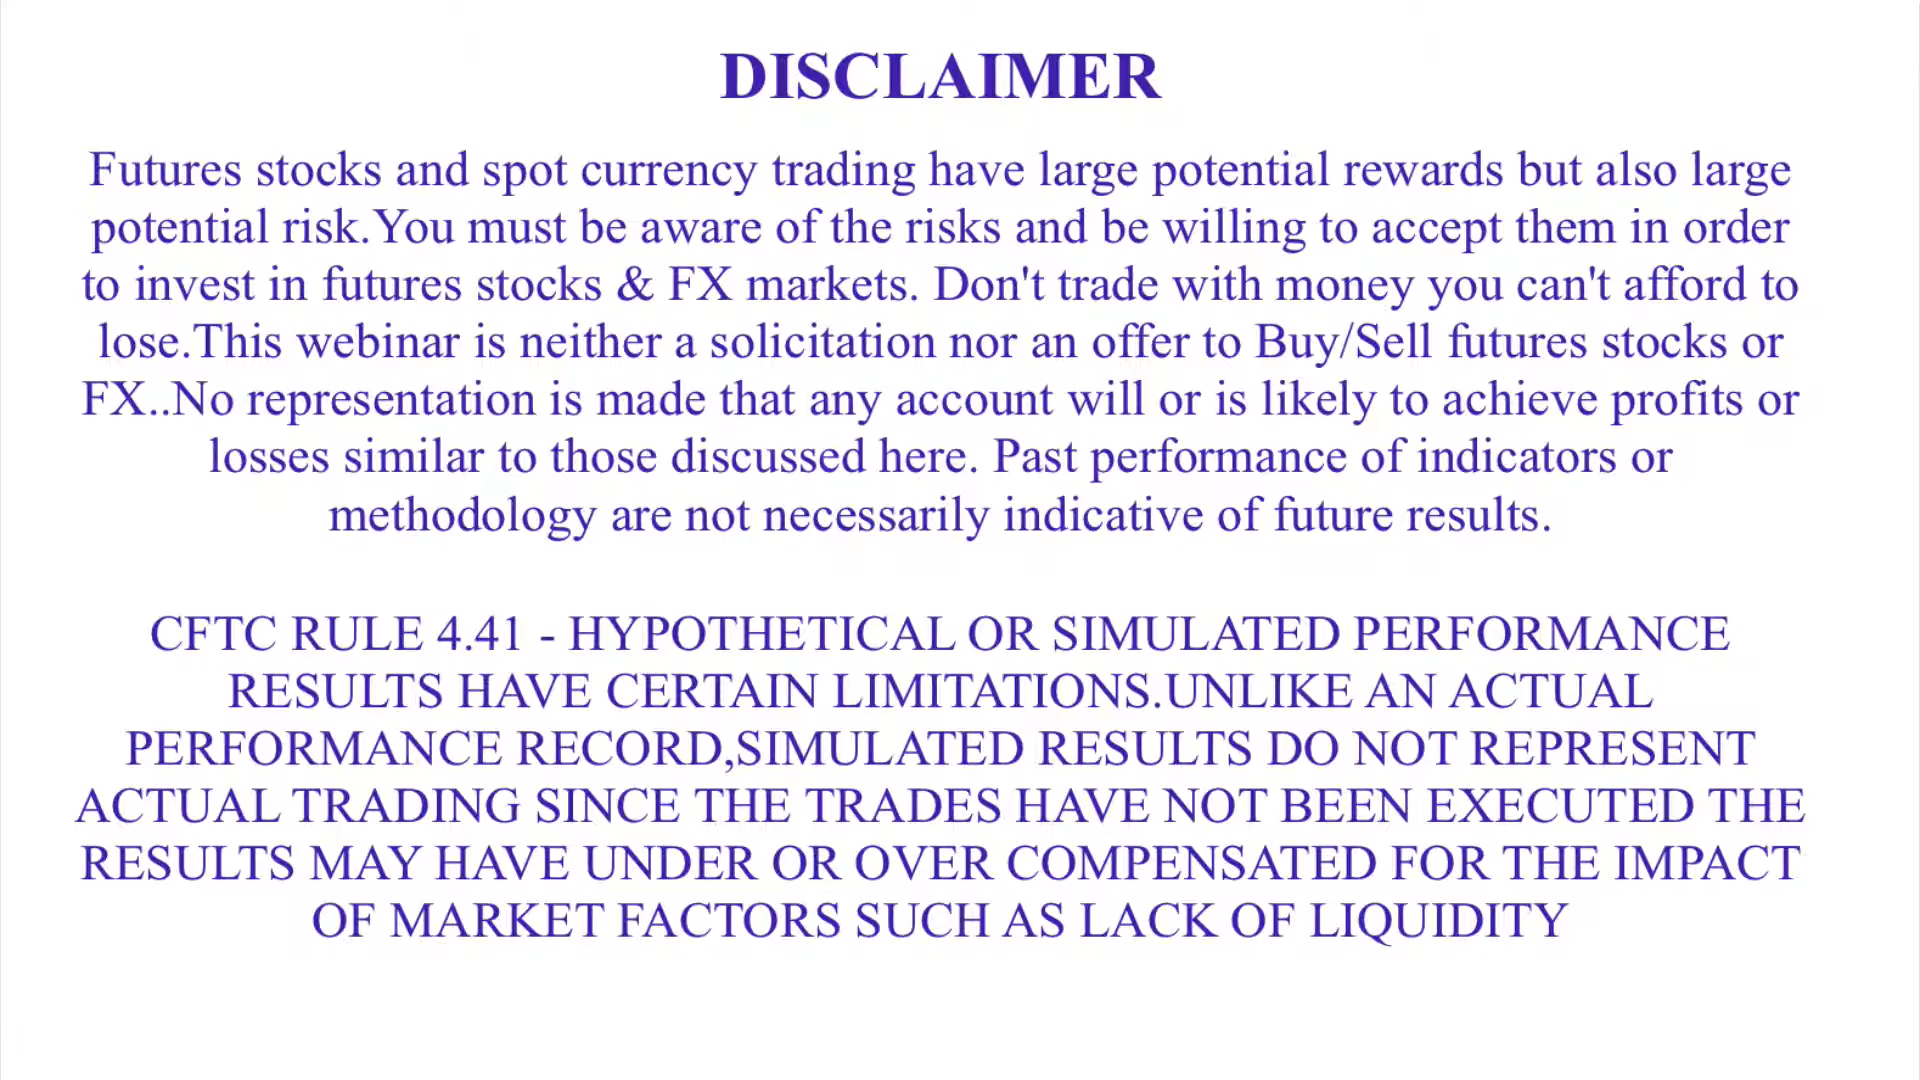 DISCLAIMER
Futures stocks and spot currency trading have large potential rewards but also large
potential risk.You must be aware of the risks and be willing to accept them in order
to invest in futures stocks & FX markets. Don't trade with money you can't afford to
lose.This webinar is neither a solicitation nor an offer to Buy/Sell futures stocks or
FX..No representation is made that any account will or is likely to achieve profits or
losses similar to those discussed here. Past performance of indicators or
methodology are not necessarily indicative of future results.
CFTC RULE 4.41 - HYPOTHETICAL OR SIMULATED PERFORMANCE
RESULTS HAVE CERTAIN LIMITATIONS.UNLIKE AN ACTUAL
PERFORMANCE RECORD,SIMULATED RESULTS DO NOT REPRESENT
ACTUAL TRADING SINCE THE TRADES HAVE NOT BEEN EXECUTED THE
RESULTS MAY HAVE UNDER OR OVER COMPENSATED FOR THE IMPACT
OF MARKET FACTORS SUCH AS LACK OF LIQUIDITY